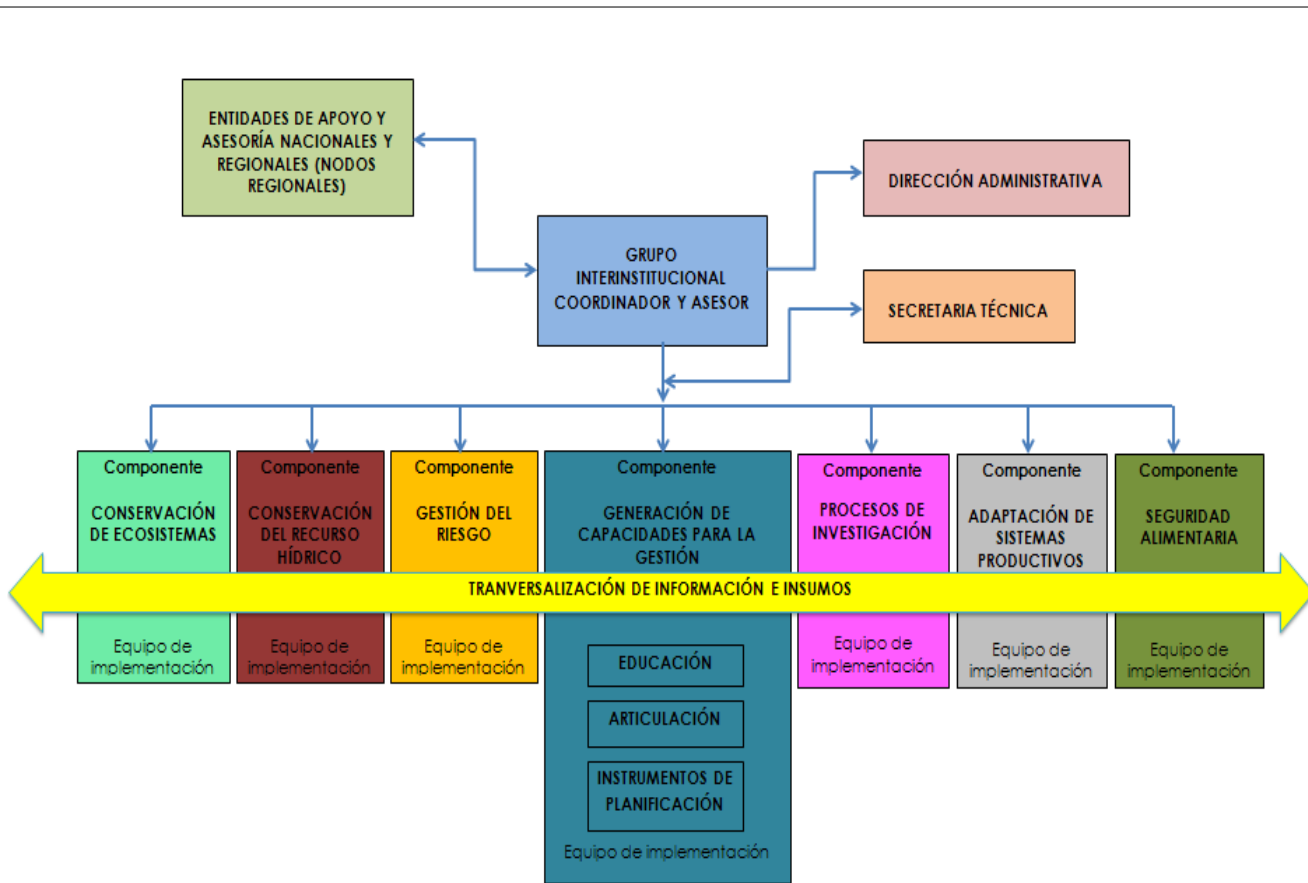 ENTIDADES DE APOYO Y
ASESORÍA NACIONALES Y
REGIONALES (NODOS
REGIONALES)
DIRECCIÓN ADMINISTRATIVA
GRUPO
INTERINSTITUCIONAL
COORDINADOR Y ASESOR
SECRETARIA TÉCNICA
Componente
CONSERVACIÓN
DE ECOSISTEMAS
Equipo de
implementación
Componente
CONSERVACIÓN
DEL RECURSO
HÍDRICO
Equipo de
implementación
Componente
GESTIÓN DEL
RIESGO
Equipo de
implementación
Componente
GENERACIÓN DE
CAPACIDADES PARA LA
GESTIÓN
EDUCACIÓN
ARTICULACIÓN
INSTRUMENTOS DE
PLANIFICACIÓN
Equipo de implementación
Componente
PROCESOS DE
INVESTIGACIÓN
Equipo de
implementación
Componente
ADAPTACIÓN DE
SISTEMAS
PRODUCTIVOS
Equipo de
implementación
Componente
SEGURIDAD
ALIMENTARIA
Equipo de
implementación
TRANVERSALIZACIÓN DE INFORMACIÓN E INSUMOS